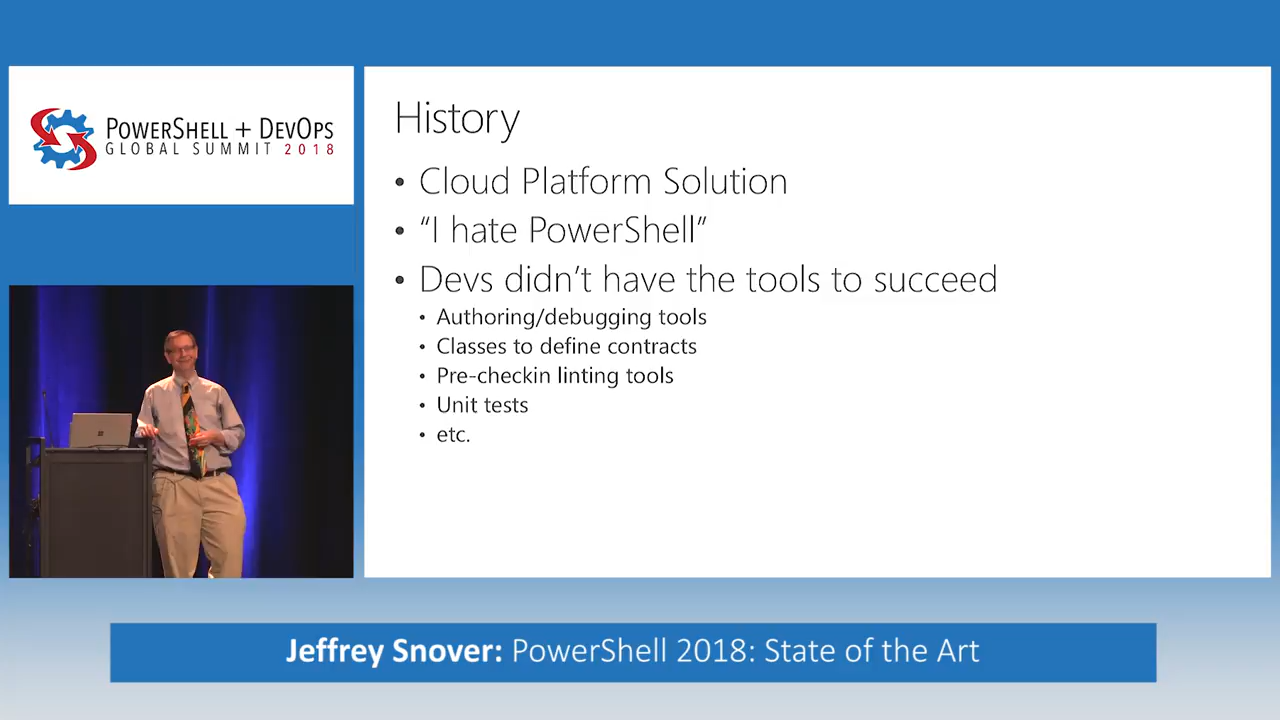 POWERSHELL + DEVOPS
GLOBAL SUMMIT 2018
History
• Cloud Platform Solution
• “I hate PowerShell”
• Devs didn’t have the tools to succeed
• Authoring/debugging tools
• Classes to define contracts
• Pre-checkin linting tools
• Unit tests
• etc.
Jeffrey Snover: PowerShell 2018: State of the Art